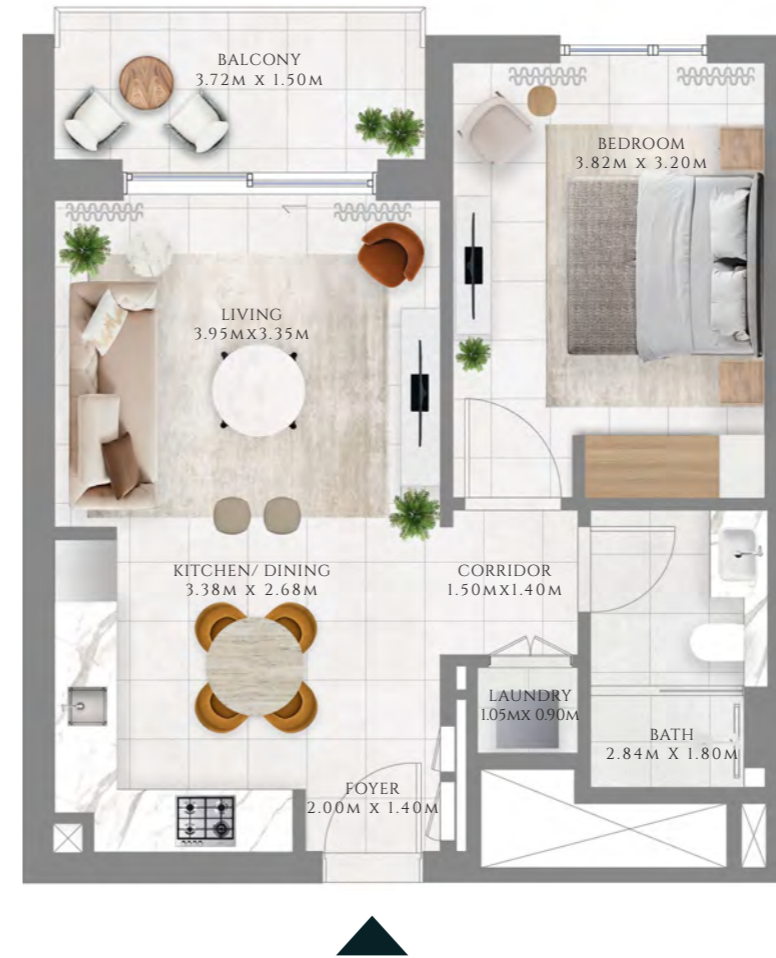 BALCONY
3.72M X 1.50M
BEDROOM
3.82M X 3.20M
LIVING
3.95MX3.35M
KITCHEN/ DINING
3.38M X 2.68M
CORRIDOR
1.50MX1.40M
LAUNDRY
1.05MX 0.90M
BATH
2.84M X 1.80M
FOYER
2.00M X 1.40M